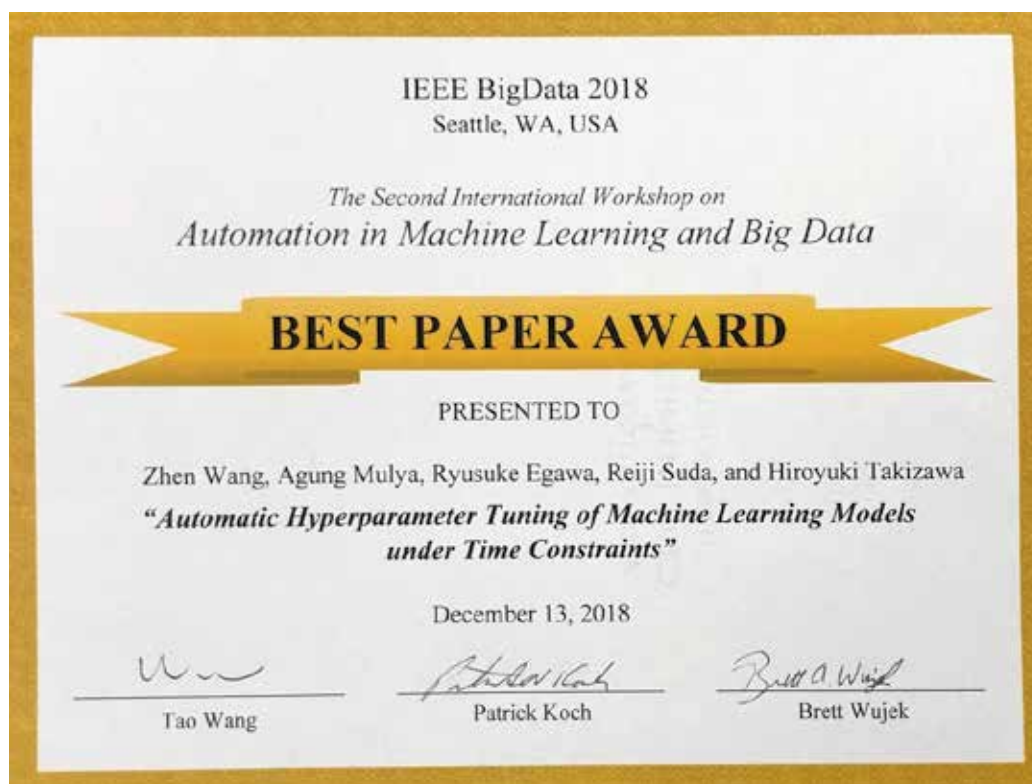 IEEE BigData 2018
Seattle, WA, USA
The Second International Workshop on
Automation in Machine Learning and Big Data
BEST PAPER AWARD
PRESENTED TO
Zhen Wang, Agung Mulya, Ryusuke Egawa, Reiji Suda, and Hiroyuki Takizawa
“Automatic Hyperparameter Tuning of Machine Learning Models
under Time Constraints”
December 13, 2018
Tao Wang
Patrick Koch
Brett Wujek